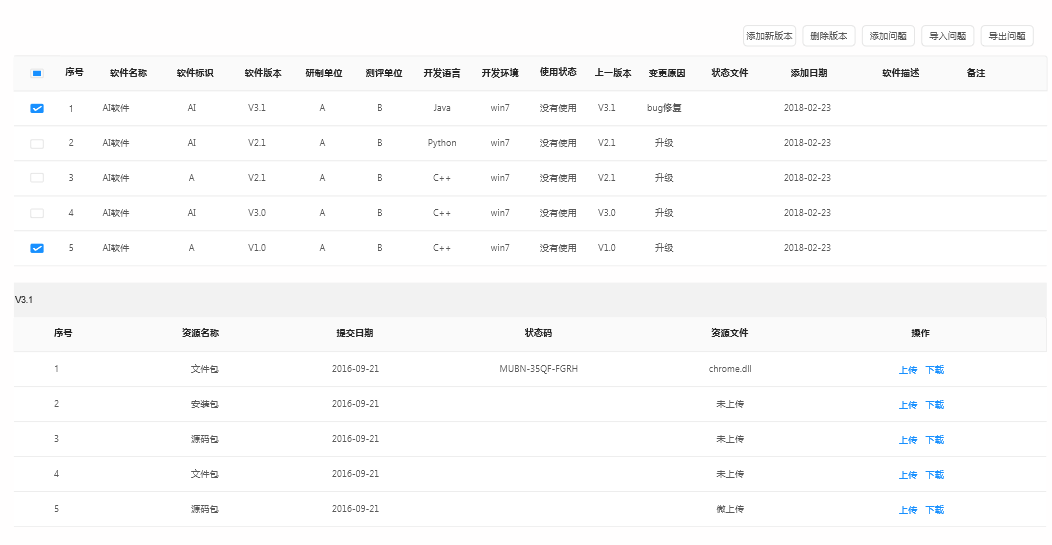 添加新版本 删除版本 添加问题 导入问题 导出问题
序号 软件名称 软件标识 软件版本 研制单位 测评单位 开发语言 开发环境 使用状态 上一版本 变更原因 状态文件 添加日期 软件描述 备注
1 AI软件 AI V3.1 A B Java win7 没有使用 V3.1 bug修复 2018-02-23
2 AI软件 AI V2.1 A B Python win7 没有使用 V2.1 升级 2018-02-23
3 AI软件 A V2.1 A B C++ win7 没有使用 V2.1 升级 2018-02-23
4 AI软件 AI V3.0 A B C++ win7 没有使用 V3.0 升级 2018-02-23
5 AI软件 A V1.0 A B C++ win7 没有使用 V1.0 升级 2018-02-23
V3.1
序号 资源名称 提交日期 状态码 资源文件 操作
1 文件包 2016-09-21 MUBN-35QF-FGRH chrome.dll 上传 下载
2 安装包 2016-09-21 未上传 上传 下载
3 源码包 2016-09-21 未上传 上传 下载
4 文件包 2016-09-21 未上传 上传 下载
5 源码包 2016-09-21 微上传 上传 下载